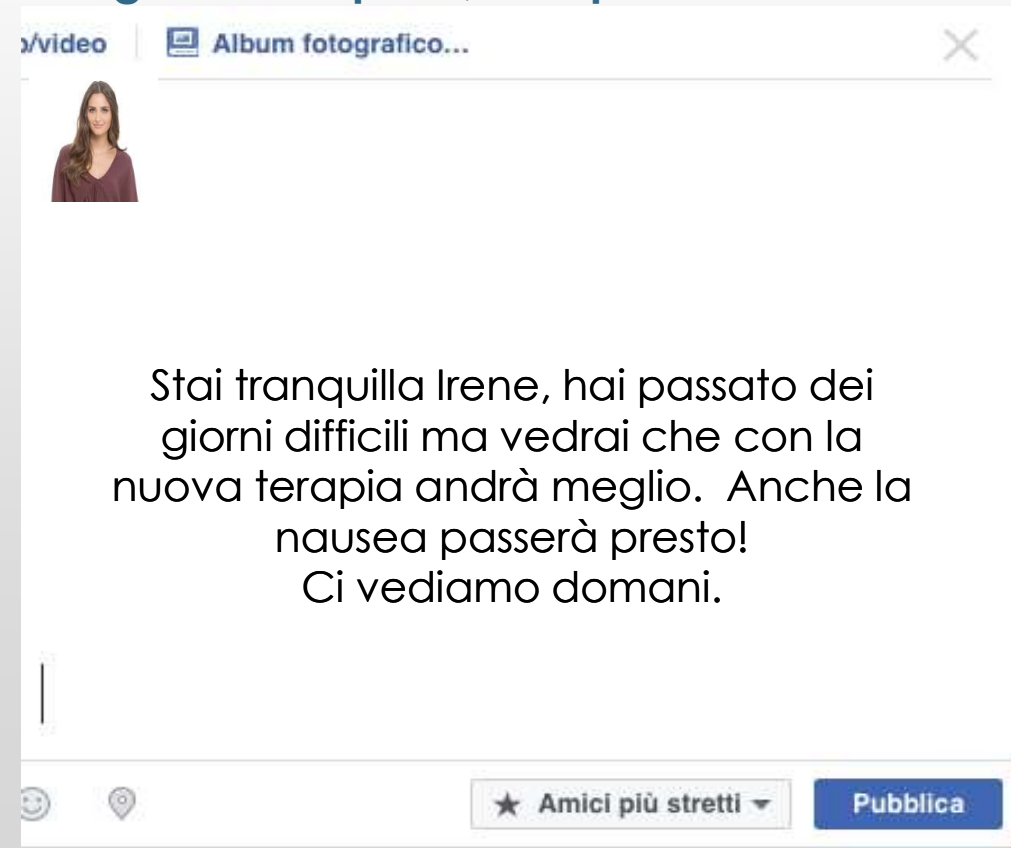 /video Album fotografico...
Stai tranquilla Irene, hai passato dei
giorni difficili ma vedrai che con la
nuova terapia andrà meglio. Anche la
nausea passerà presto!
Ci vediamo domani.
Amici più stretti Pubblica